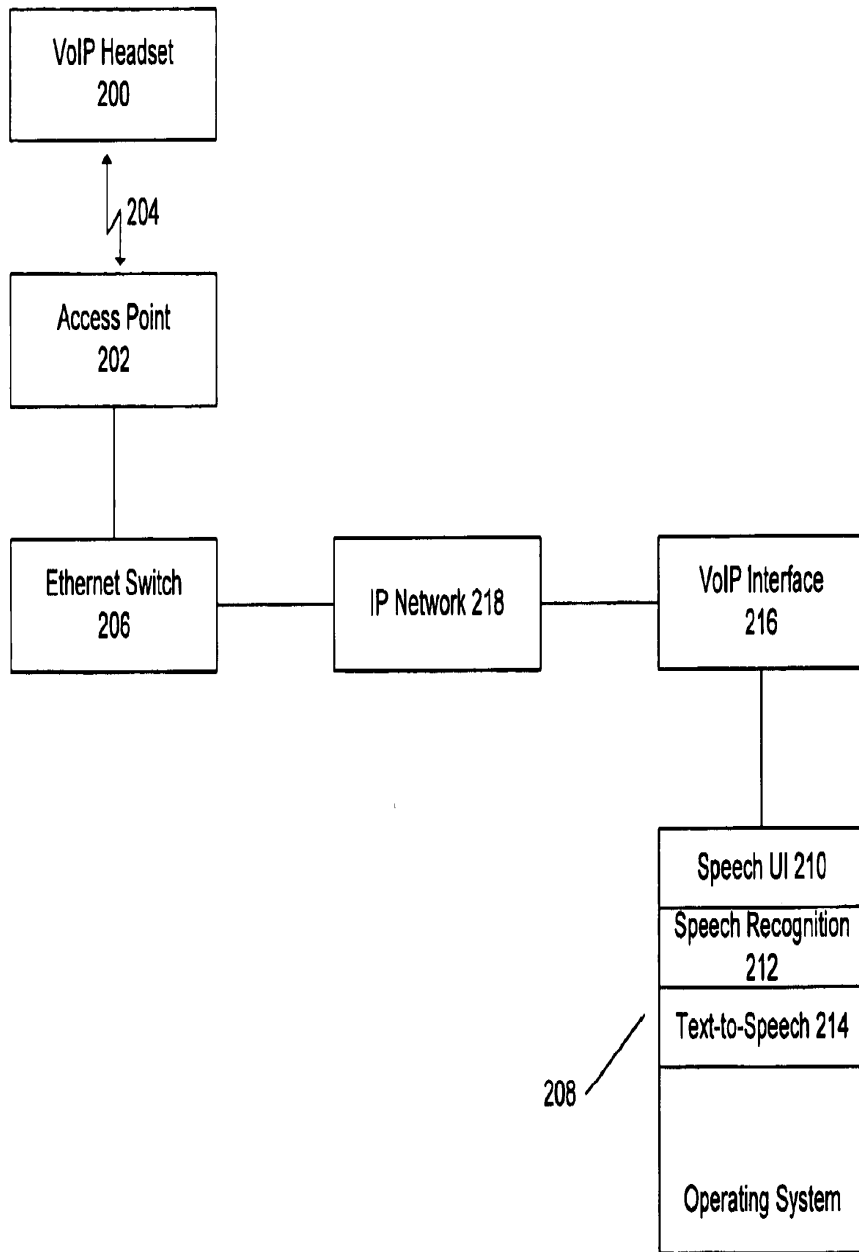 VoIP Headset
200
204
Access Point
202
Ethernet Switch
206
IP Network 218
VoIP Interface
216
Speech UI 210
Speech Recognition
212
Text-to-Speech 214
208
Operating System